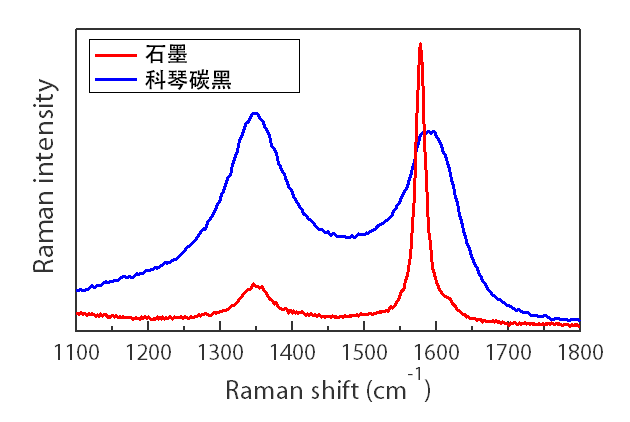 石墨
科琴碳黑
Raman intensity
1100 1200 1300 1400 1500 1600 1700 1800
Raman shift (cm⁻¹)